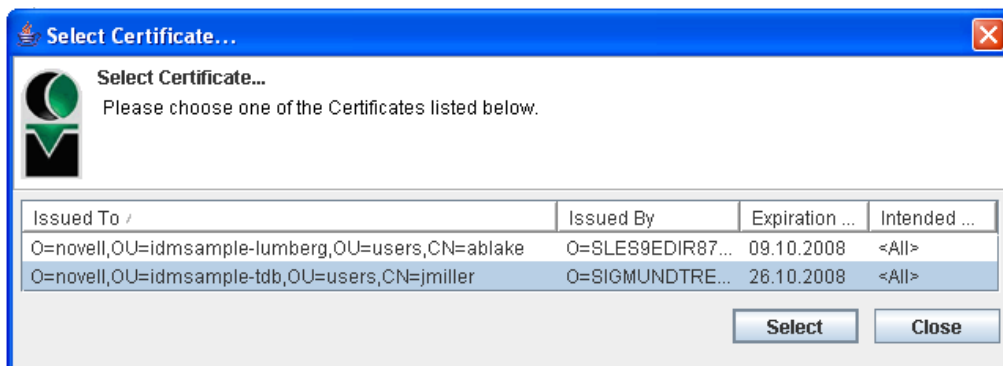 Select Certificate...
Select Certificate...
Please choose one of the Certificates listed below.
Issued To Issued By Expiration ... Intended ...
O=novell,OU=idmsample-lumberg,OU=users,CN=ablake O=SLES9EDIR87... 09.10.2008 <All>
O=novell,OU=idmsample-tdb,OU=users,CN=jmiller O=SIGMUNDTRE... 26.10.2008 <All>
Select Close